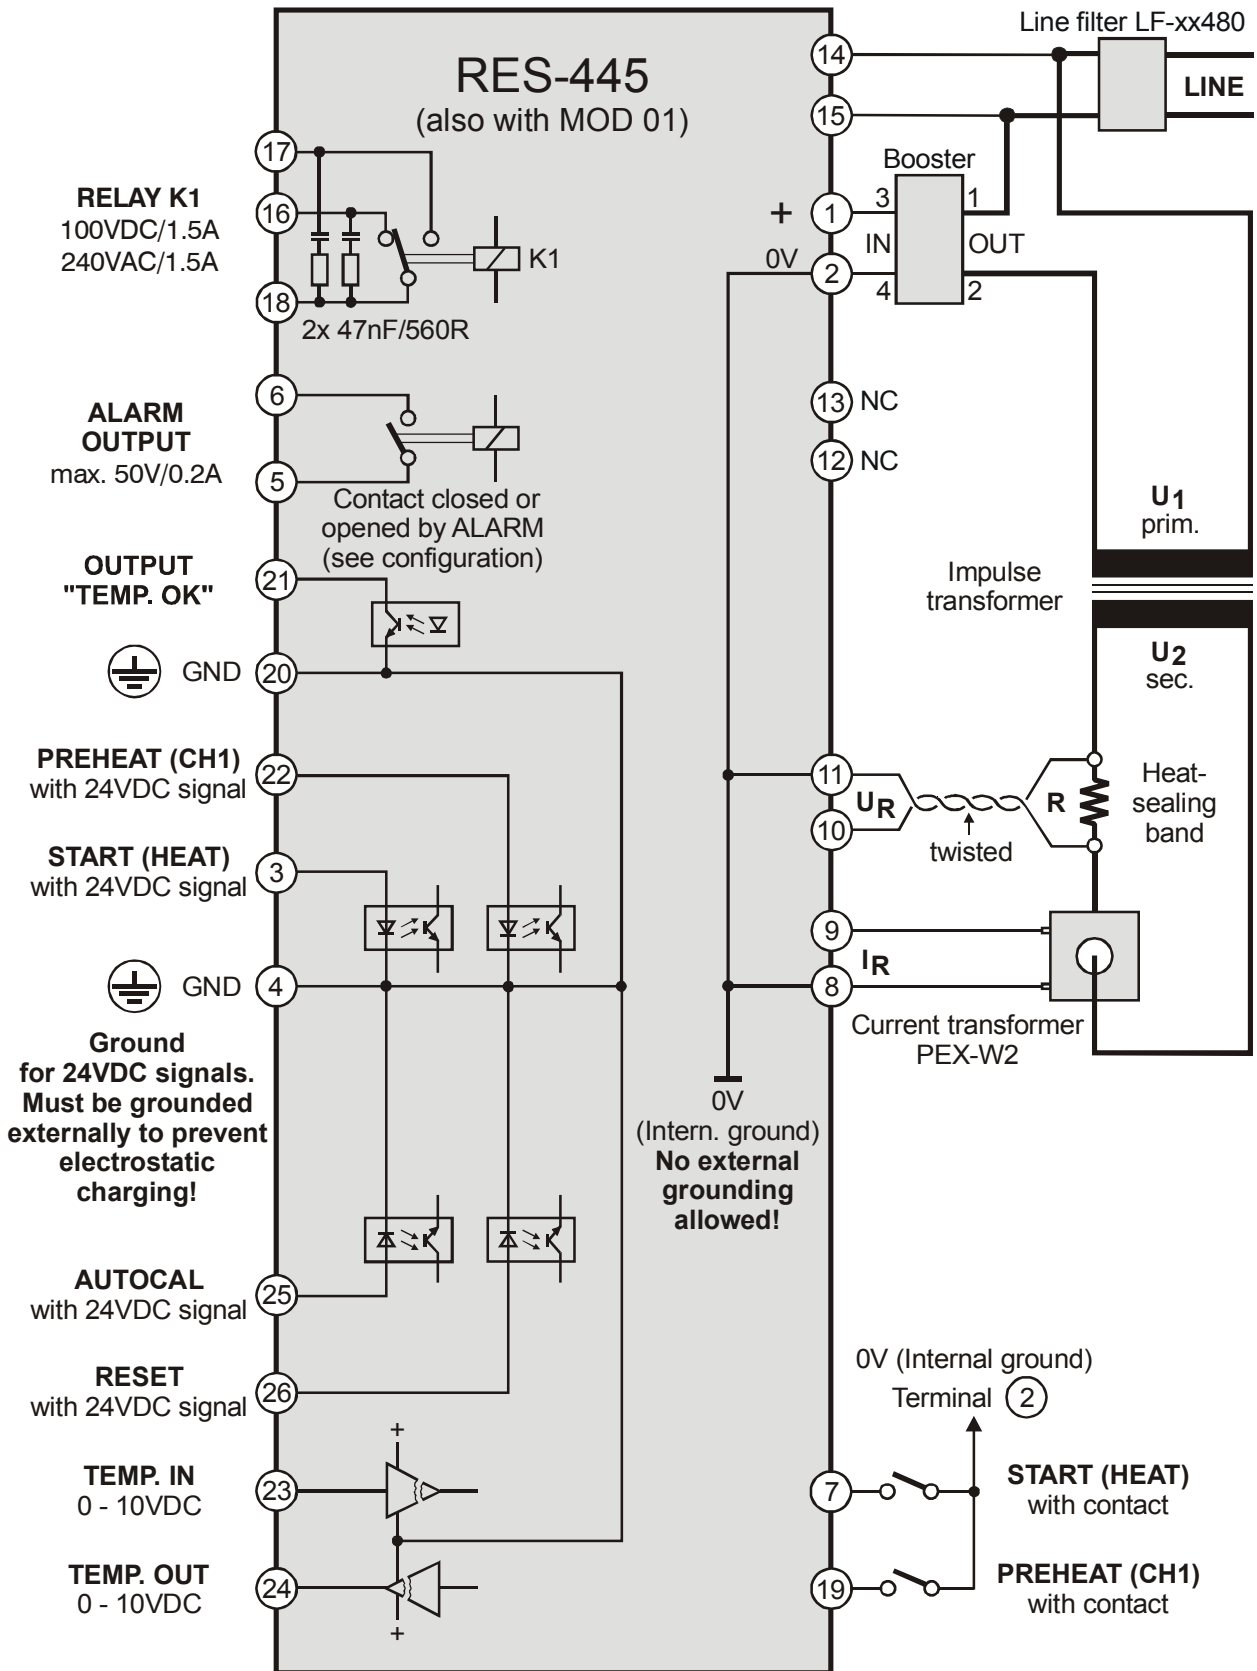 Line filter LF-xx480
LINE
RES-445
(also with MOD 01)
14
15
17
16
18
RELAY K1
100VDC/1.5A
240VAC/1.5A
K1
2x 47nF/560R
Booster
+
1
3
1
IN
OUT
0V
2
4
2
13
NC
12
NC
6
5
ALARM
OUTPUT
max. 50V/0.2A
Contact closed or
opened by ALARM
(see configuration)
U1
prim.
Impulse
transformer
U2
sec.
OUTPUT
"TEMP. OK"
21
GND
20
PREHEAT (CH1)
with 24VDC signal
22
START (HEAT)
with 24VDC signal
3
GND
4
Ground
for 24VDC signals.
Must be grounded
externally to prevent
electrostatic
charging!
11
10
UR
twisted
R
Heat-
sealing
band
9
IR
8
Current transformer
PEX-W2
0V
(Intern. ground)
No external
grounding
allowed!
AUTOCAL
with 24VDC signal
25
RESET
with 24VDC signal
26
TEMP. IN
0 - 10VDC
23
+
TEMP. OUT
0 - 10VDC
24
+
0V (Internal ground)
Terminal 2
7
START (HEAT)
with contact
19
PREHEAT (CH1)
with contact